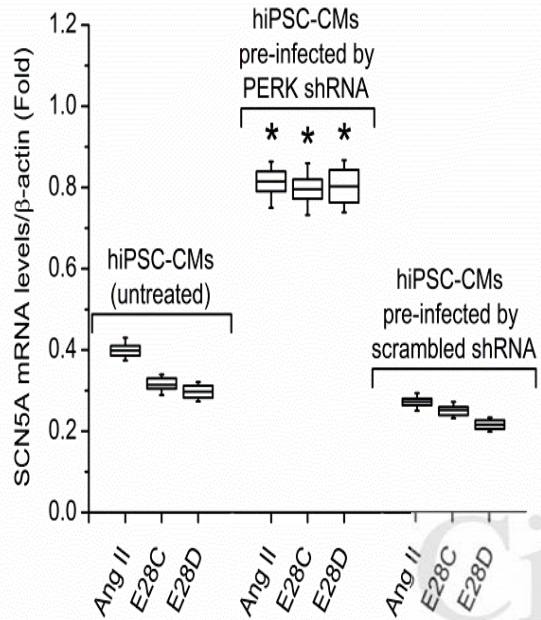 SCN5A mRNA levels/β-actin (Fold)
1.2
1.0
0.8
0.6
0.4
0.2
0.0
hiPSC-CMs
(untreated)
hiPSC-CMs
pre-infected by
PERK shRNA
* * *
hiPSC-CMs
pre-infected by
scrambled shRNA
Ang II
E28C
E28D
Ang II
E28C
E28D
Ang II
E28C
E28D
Ci